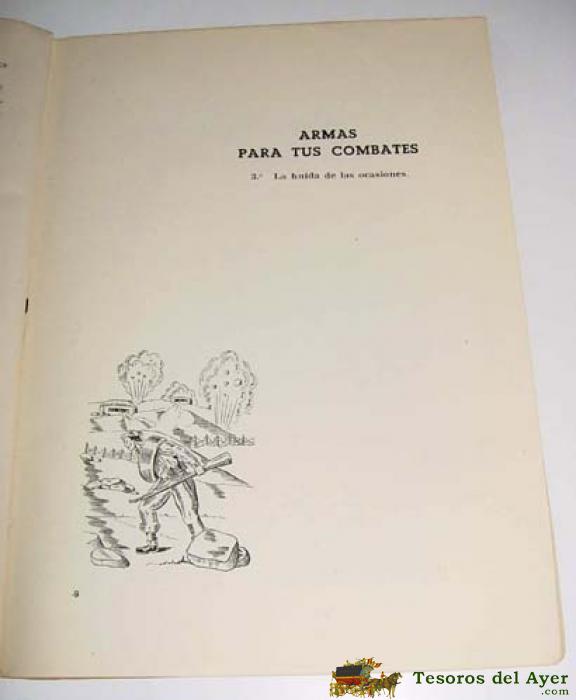 ARMAS
PARA TUS COMBATES
3.º La huida de las ocasiones.
Tesoros del Ayer
.com